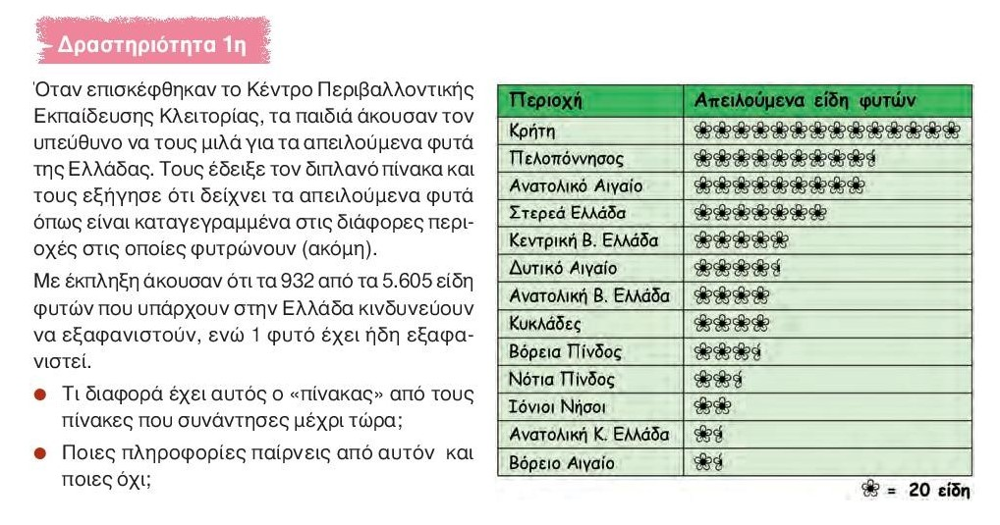 Δραστηριότητα 1η
Όταν επισκέφθηκαν το Κέντρο Περιβαλλοντικής
Εκπαίδευσης Κλειτορίας, τα παιδιά άκουσαν τον
υπεύθυνο να τους μιλά για τα απειλούμενα φυτά
της Ελλάδας. Τους έδειξε τον διπλανό πίνακα και
τους εξήγησε ότι δείχνει τα απειλούμενα φυτά
όπως είναι καταγεγραμμένα στις διάφορες περι-
οχές στις οποίες φυτρώνουν (ακόμη).
Με έκπληξη άκουσαν ότι τα 932 από τα 5.605 είδη
φυτών που υπάρχουν στην Ελλάδα κινδυνεύουν
να εξαφανιστούν, ενώ 1 φυτό έχει ήδη εξαφα-
νιστεί.
● Τι διαφορά έχει αυτός ο «πίνακας» από τους
πίνακες που συνάντησες μέχρι τώρα;
● Ποιες πληροφορίες παίρνεις από αυτόν και
ποιες όχι;
Περιοχή Απειλούμενα είδη φυτών
Κρήτη
Πελοπόννησος
Ανατολικό Αιγαίο
Στερεά Ελλάδα
Κεντρική Β. Ελλάδα
Δυτικό Αιγαίο
Ανατολική Β. Ελλάδα
Κυκλάδες
Βόρεια Πίνδος
Νότια Πίνδος
Ιόνιοι Νήσοι
Ανατολική Κ. Ελλάδα
Βόρειο Αιγαίο
= 20 είδη